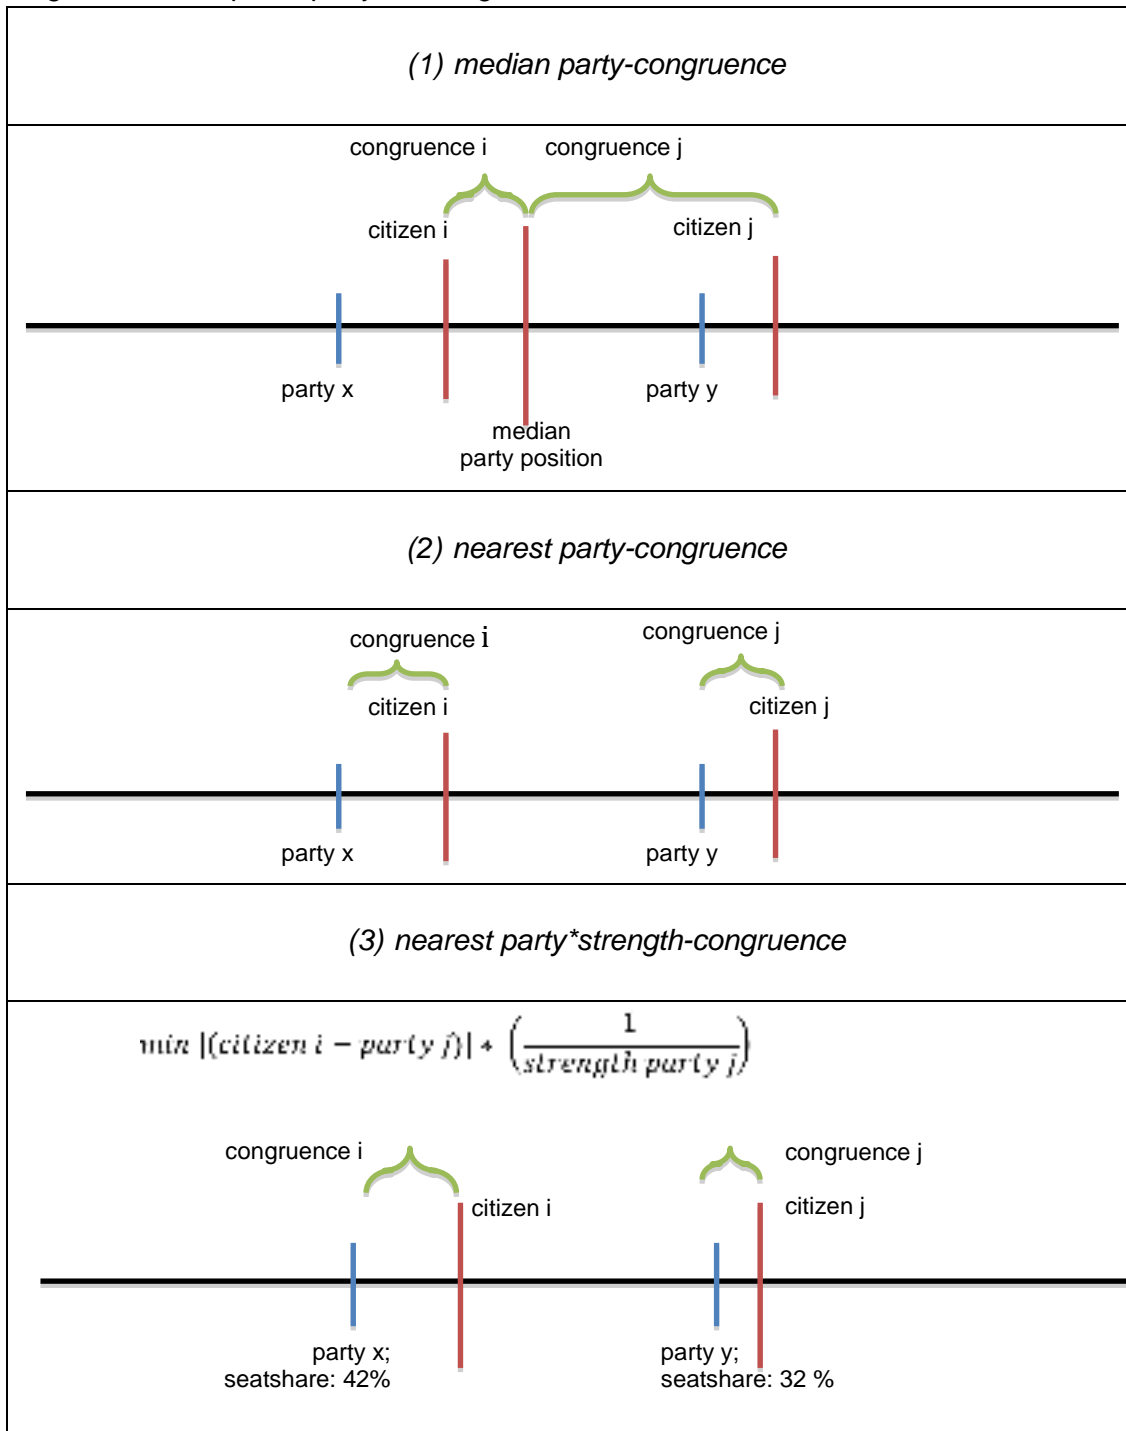 (1) median party-congruence
congruence i congruence j
citizen i citizen j
party x party y
median
party position
(2) nearest party-congruence
congruence i congruence j
citizen i citizen j
party x party y
(3) nearest party*strength-congruence
min |(citizen i − party j)| * (1 / strength party j)
congruence i congruence j
citizen i citizen j
party x; party y;
seatshare: 42% seatshare: 32 %